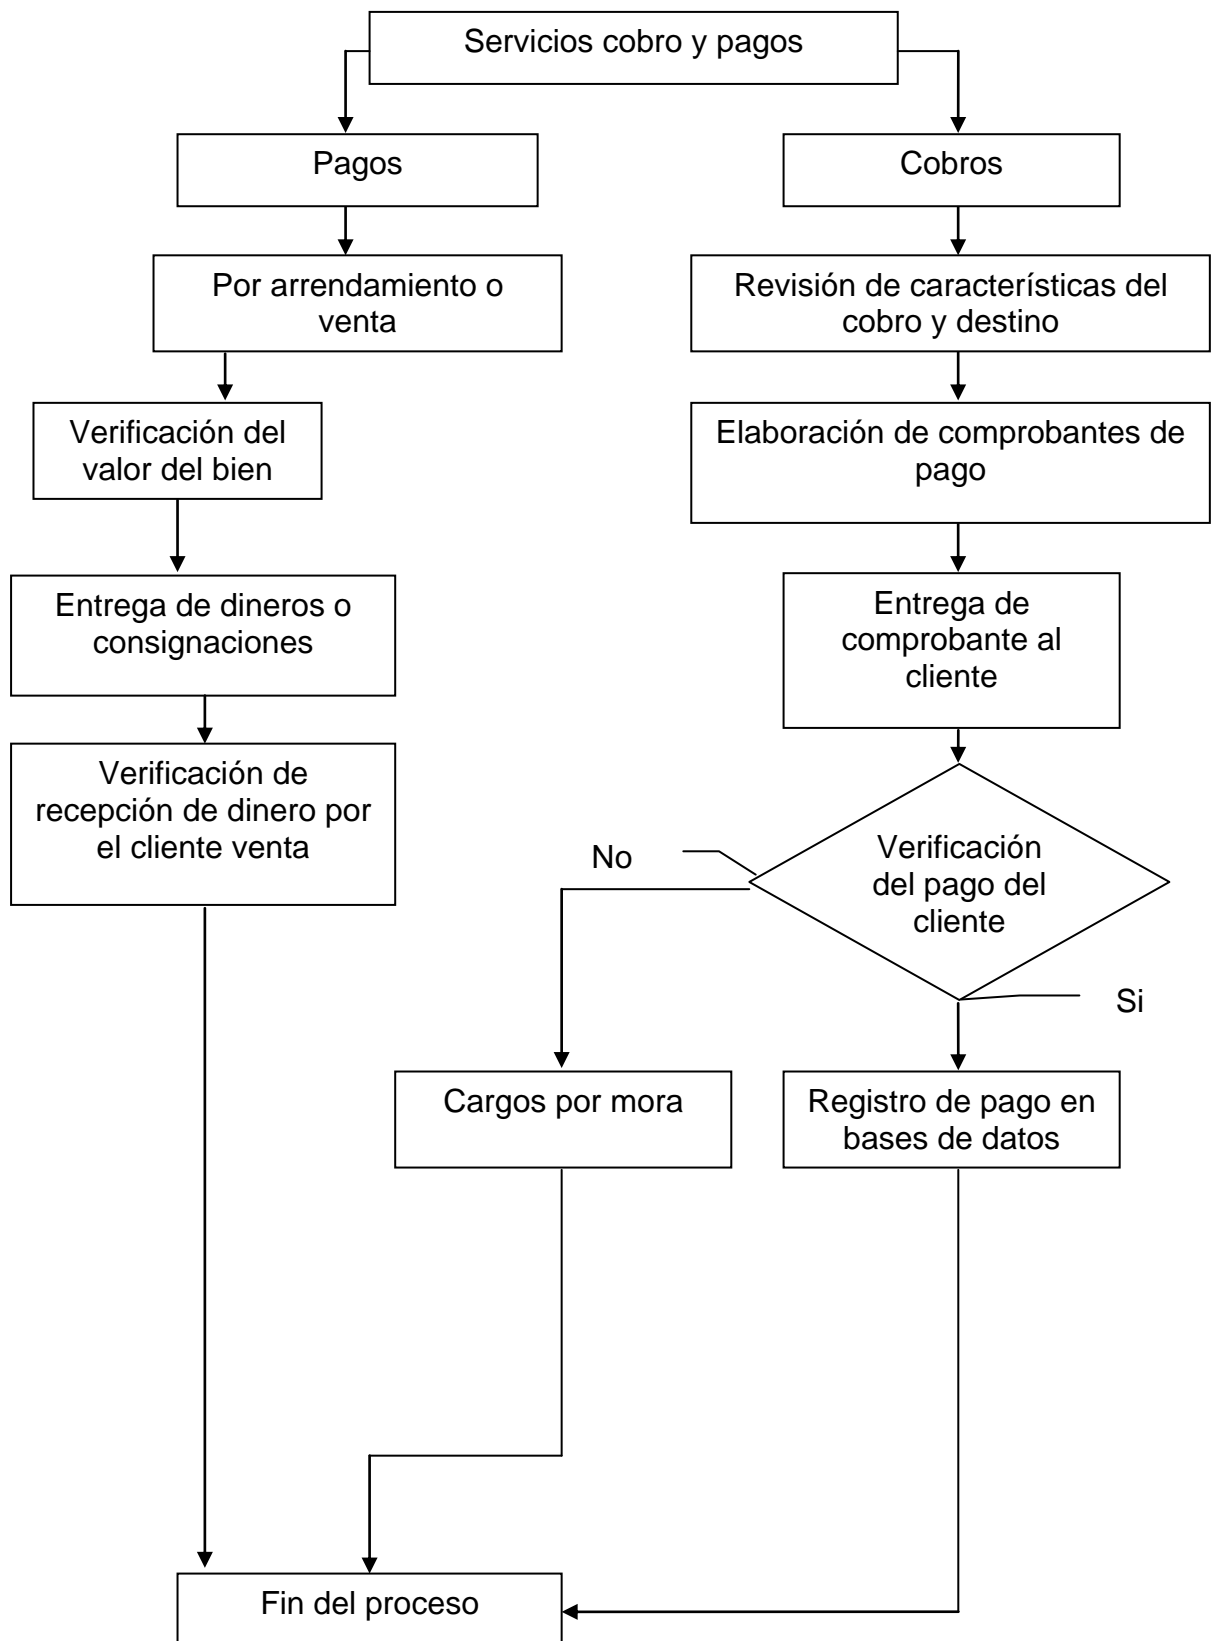 Servicios cobro y pagos
Pagos
Cobros
Por arrendamiento o
venta
Revisión de características del
cobro y destino
Verificación del
valor del bien
Elaboración de comprobantes de
pago
Entrega de dineros o
consignaciones
Entrega de
comprobante al
cliente
Verificación de
recepción de dinero por
el cliente venta
Verificación
del pago del
cliente
No
Si
Cargos por mora
Registro de pago en
bases de datos
Fin del proceso